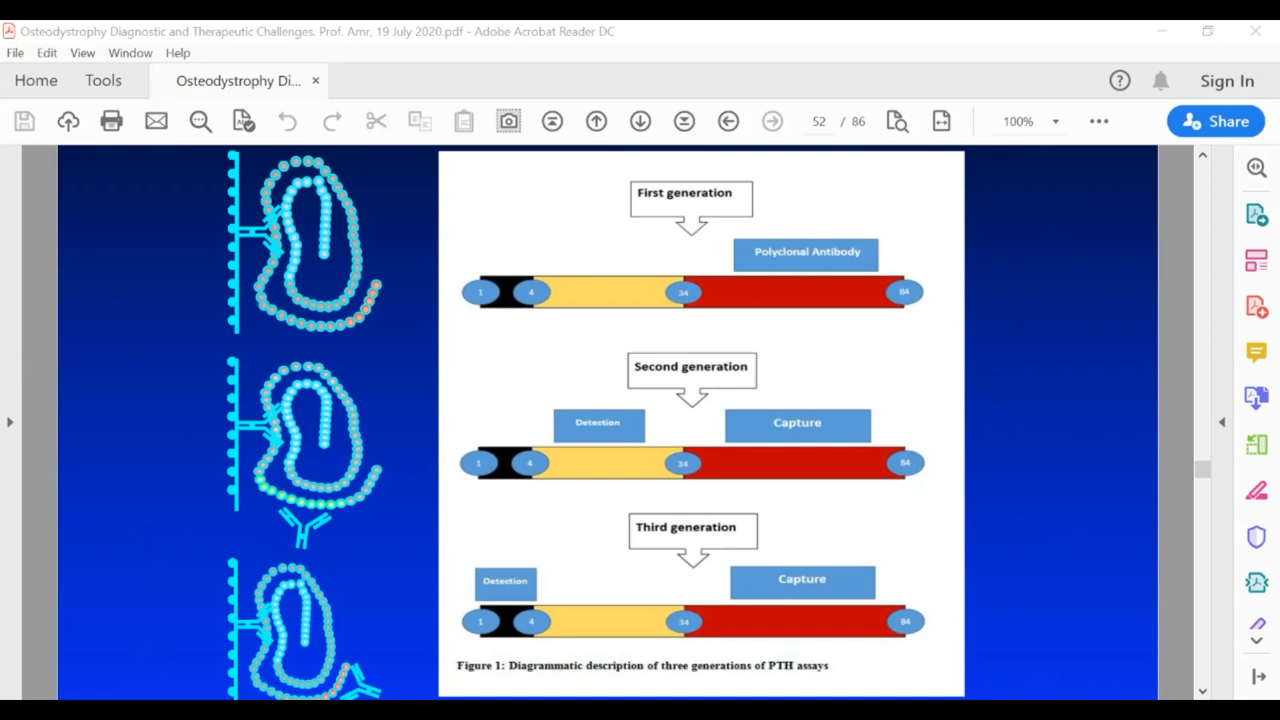 Osteodystrophy Diagnostic and Therapeutic Challenges. Prof. Amr, 19 July 2020.pdf - Adobe Acrobat Reader DC
File Edit View Window Help
Home Tools Osteodystrophy Di... × Sign In
52 / 86 100% Share
First generation
Polyclonal Antibody
1 4 34 84
Second generation
Detection Capture
1 4 34 84
Third generation
Detection Capture
1 4 34 84
Figure 1: Diagrammatic description of three generations of PTH assays